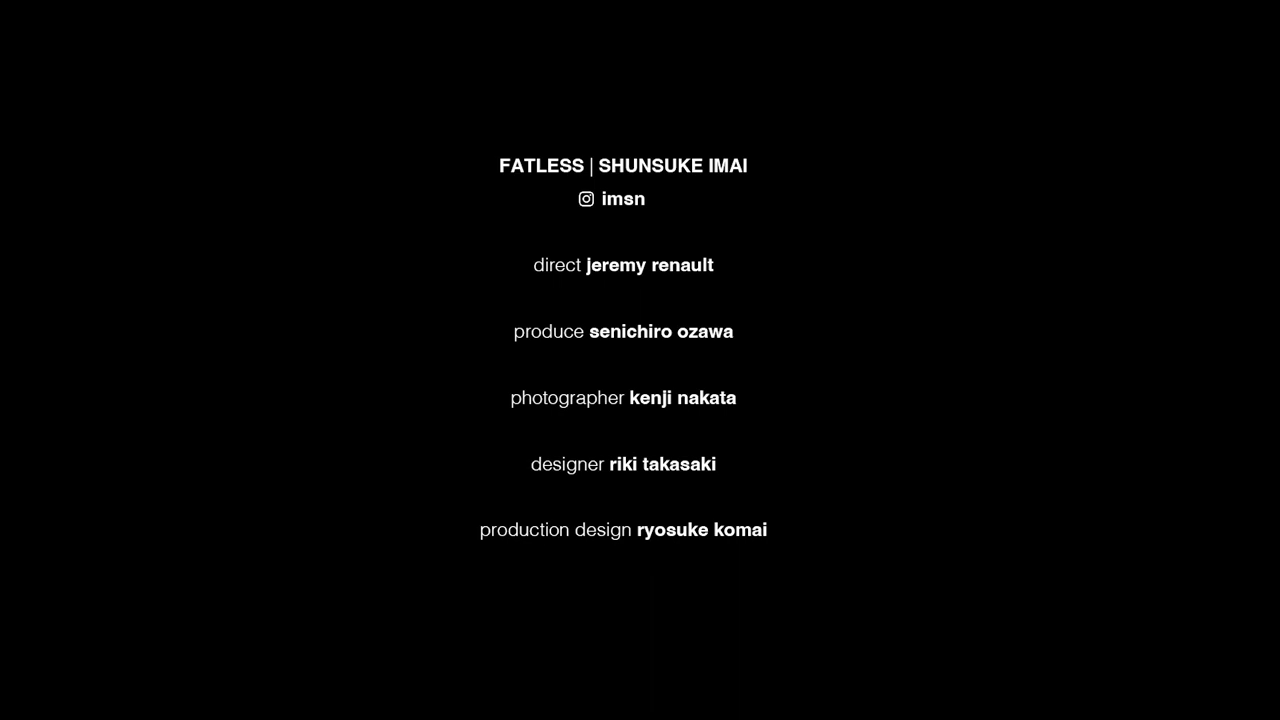 FATLESS | SHUNSUKE IMAI
imsn
direct jeremy renault
produce senichiro ozawa
photographer kenji nakata
designer riki takasaki
production design ryosuke komai